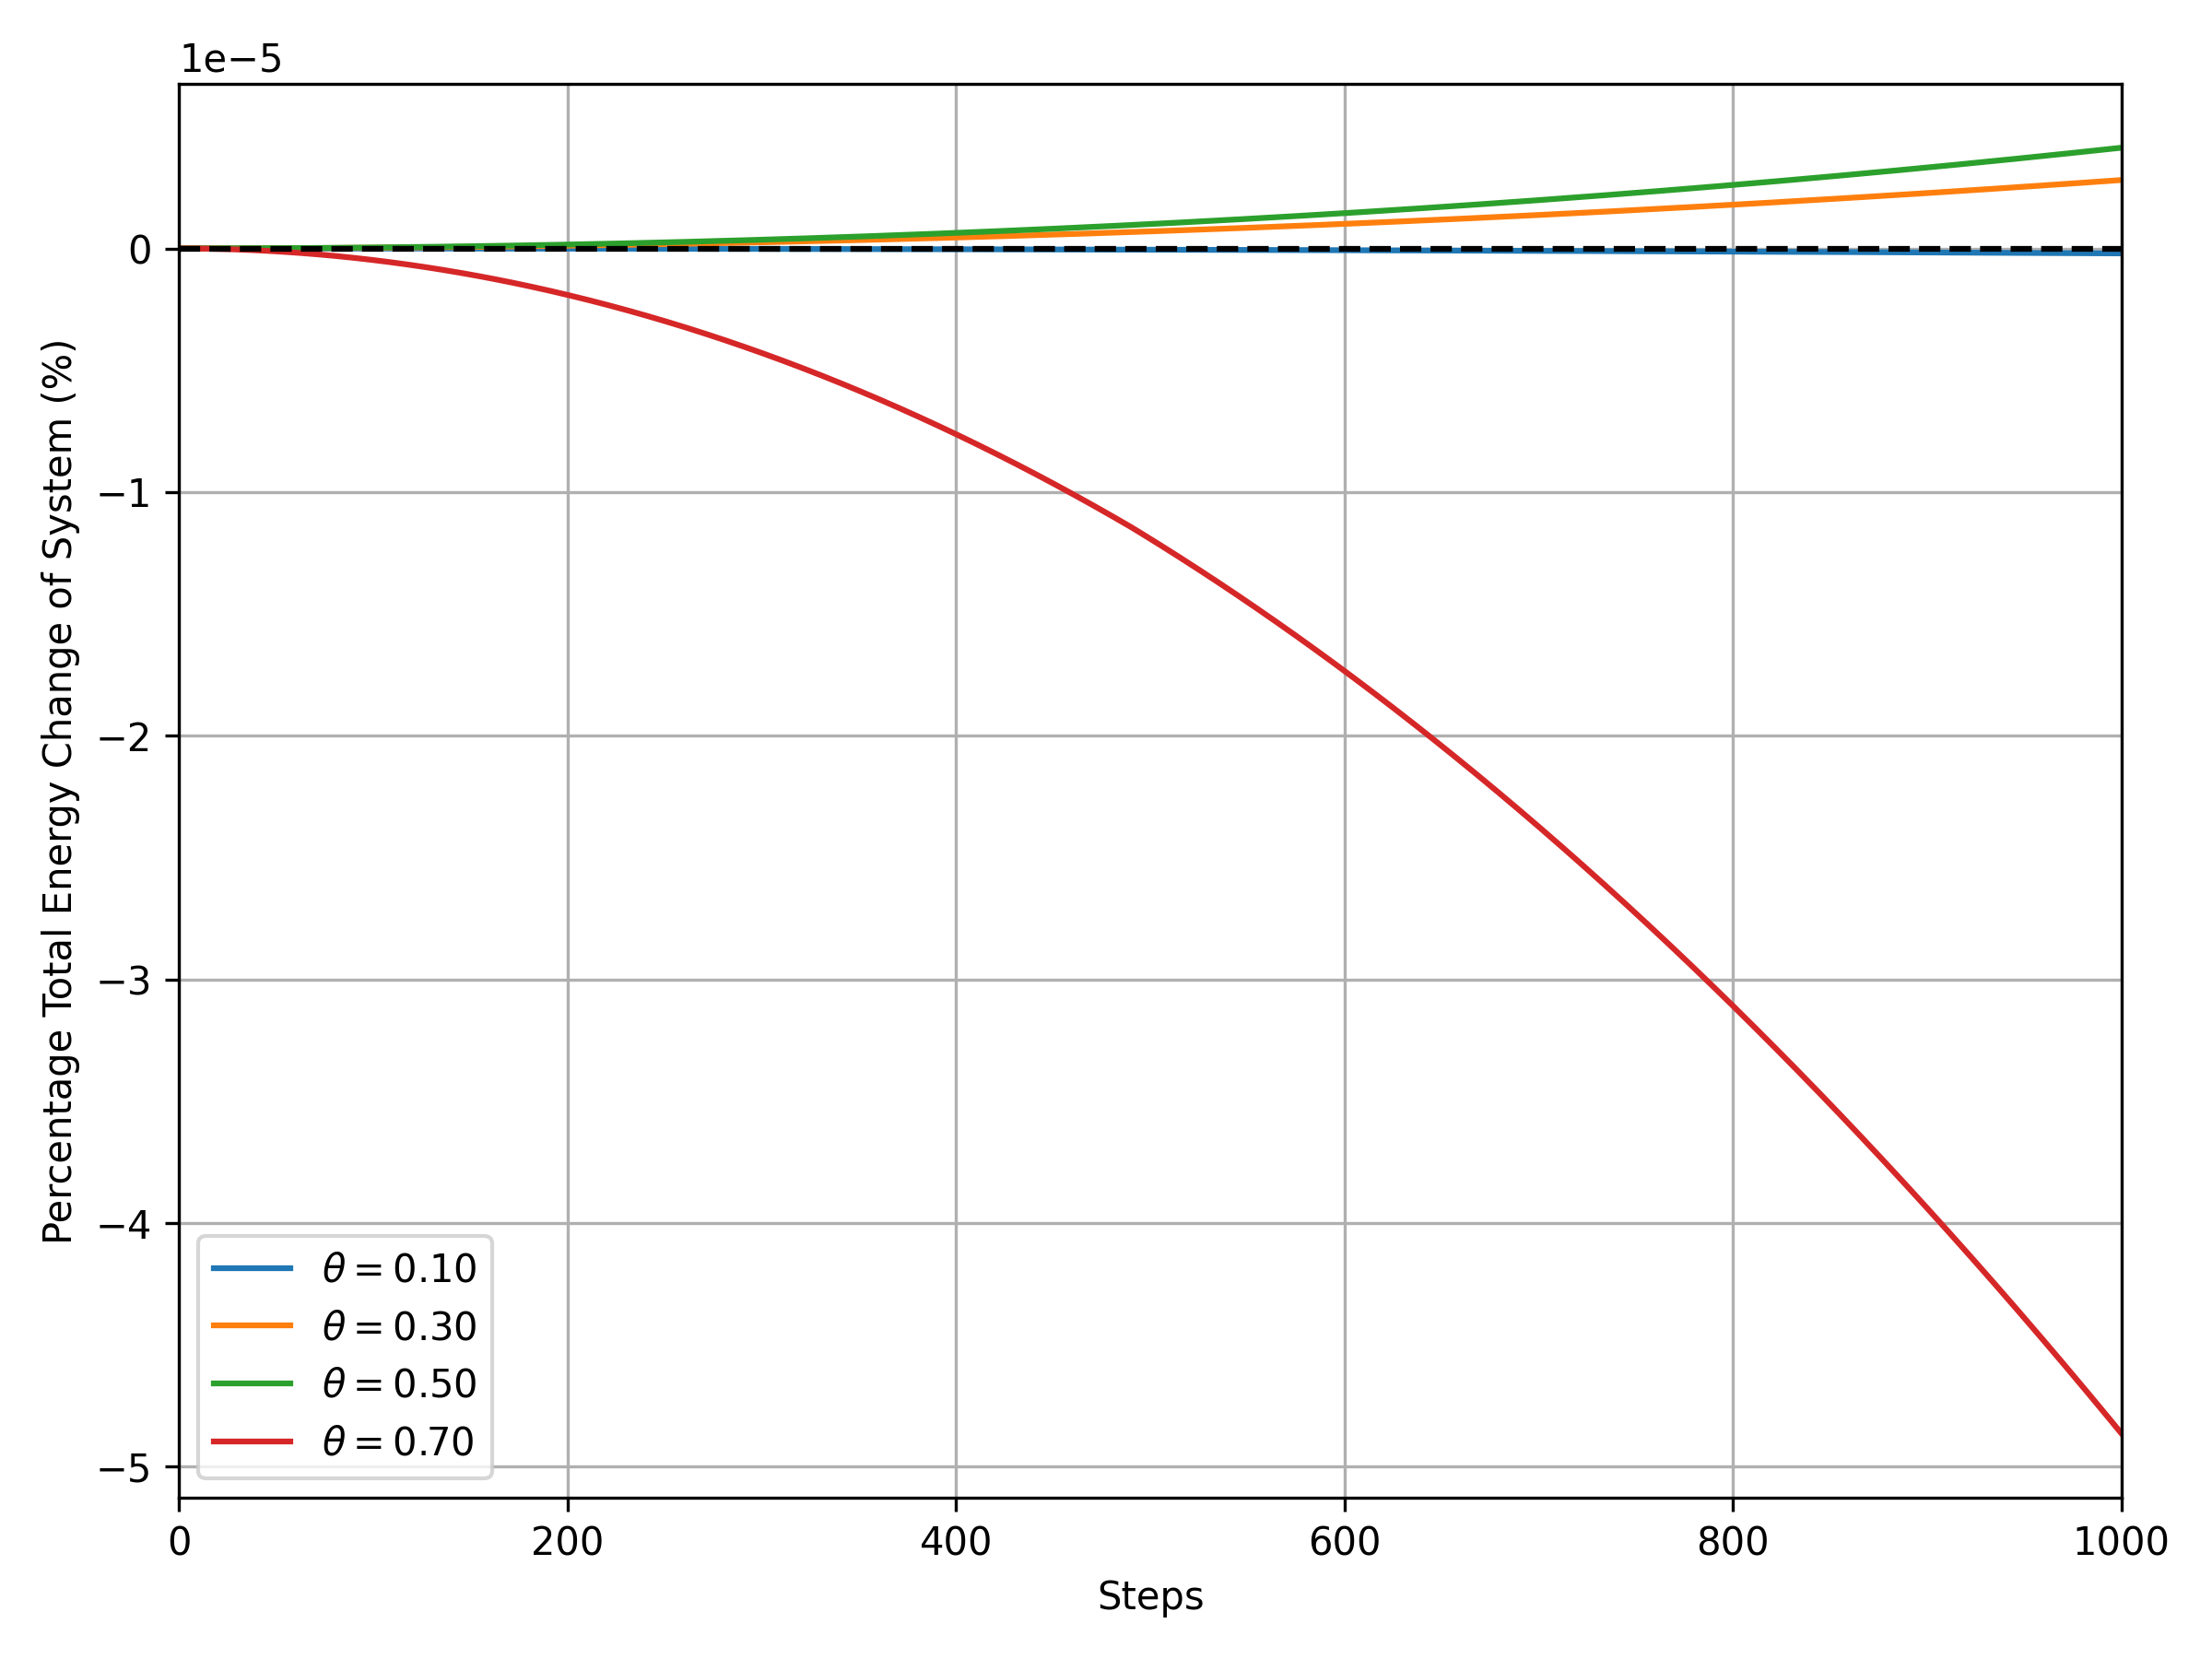 1e−5
0
−1
−2
−3
−4
−5
Percentage Total Energy Change of System (%)
θ = 0.10
θ = 0.30
θ = 0.50
θ = 0.70
0 200 400 600 800 1000
Steps